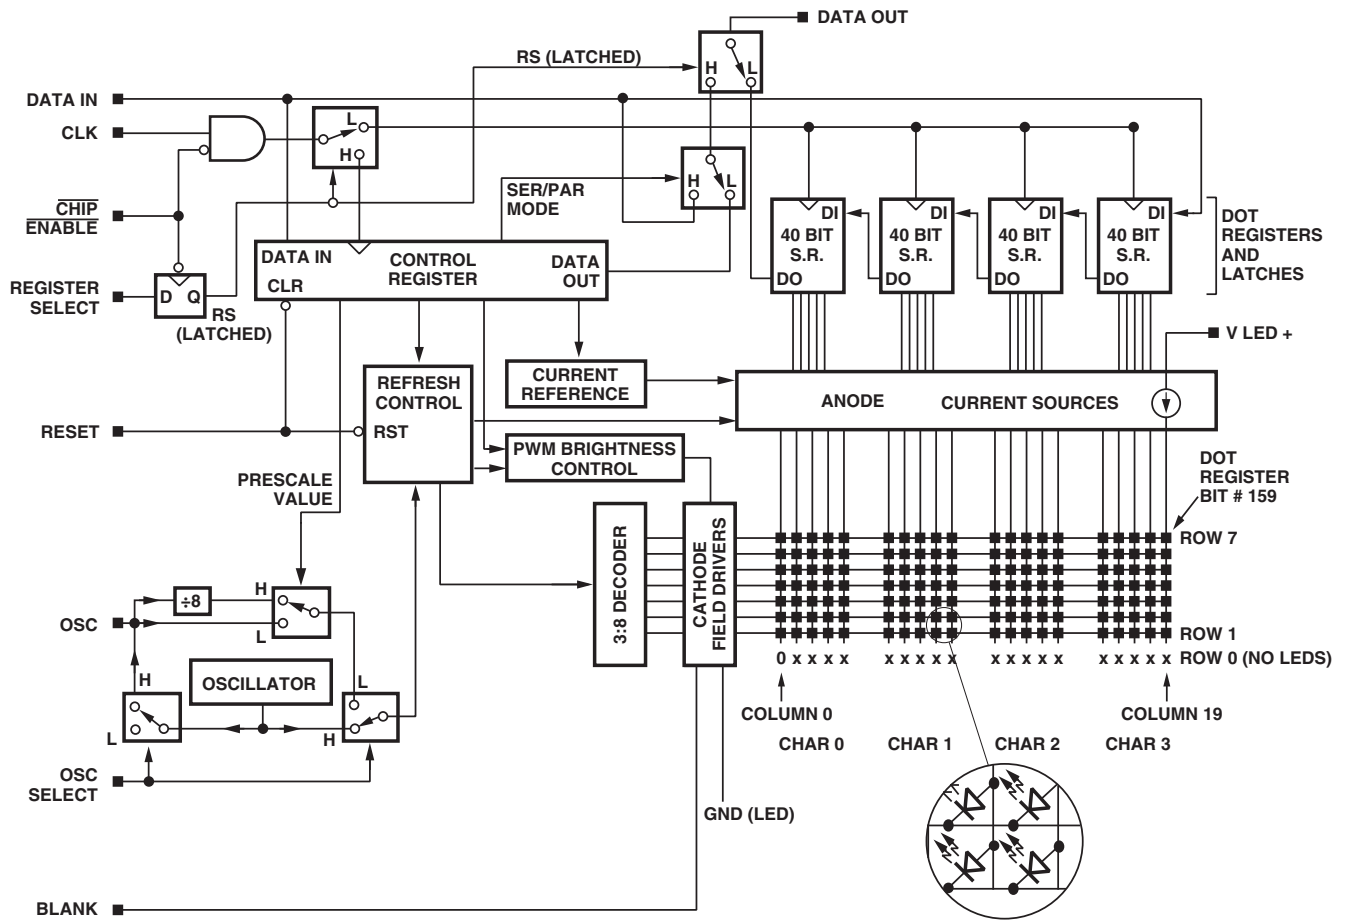 DATA OUT
RS (LATCHED)
H
L
DATA IN
CLK
L
H
CHIP
ENABLE
SER/PAR
MODE
H
L
DATA IN
CONTROL
REGISTER
DATA
OUT
CLR
REGISTER
SELECT
D
Q
RS
(LATCHED)
DI
40 BIT
S.R.
DO
DI
40 BIT
S.R.
DO
DI
40 BIT
S.R.
DO
DI
40 BIT
S.R.
DO
DOT
REGISTERS
AND
LATCHES
V LED +
REFRESH
CONTROL
RST
CURRENT
REFERENCE
ANODE
CURRENT SOURCES
RESET
PWM BRIGHTNESS
CONTROL
PRESCALE
VALUE
DOT
REGISTER
BIT # 159
3:8 DECODER
CATHODE
FIELD DRIVERS
ROW 7
ROW 1
0 x x x x
x x x x x
x x x x x
x x x x x
ROW 0 (NO LEDS)
÷8
H
L
OSC
OSCILLATOR
H
L
L
H
OSC
SELECT
COLUMN 0
COLUMN 19
CHAR 0
CHAR 1
CHAR 2
CHAR 3
GND (LED)
BLANK